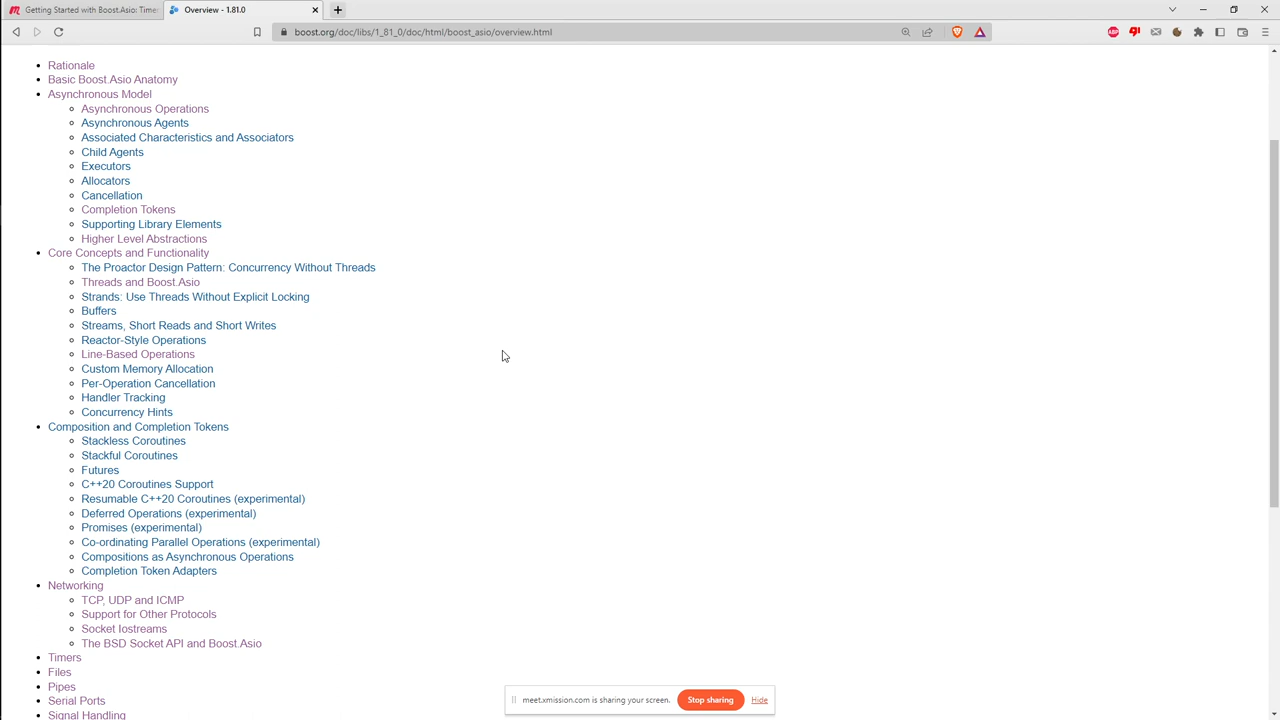 Getting Started with Boost.Asio: Time
Overview - 1.81.0
boost.org/doc/libs/1_81_0/doc/html/boost_asio/overview.html
ABP
Rationale
Basic Boost.Asio Anatomy
Asynchronous Model
Asynchronous Operations
Asynchronous Agents
Associated Characteristics and Associators
Child Agents
Executors
Allocators
Cancellation
Completion Tokens
Supporting Library Elements
Higher Level Abstractions
Core Concepts and Functionality
The Proactor Design Pattern: Concurrency Without Threads
Threads and Boost.Asio
Strands: Use Threads Without Explicit Locking
Buffers
Streams, Short Reads and Short Writes
Reactor-Style Operations
Line-Based Operations
Custom Memory Allocation
Per-Operation Cancellation
Handler Tracking
Concurrency Hints
Composition and Completion Tokens
Stackless Coroutines
Stackful Coroutines
Futures
C++20 Coroutines Support
Resumable C++20 Coroutines (experimental)
Deferred Operations (experimental)
Promises (experimental)
Co-ordinating Parallel Operations (experimental)
Compositions as Asynchronous Operations
Completion Token Adapters
Networking
TCP, UDP and ICMP
Support for Other Protocols
Socket Iostreams
The BSD Socket API and Boost.Asio
Timers
Files
Pipes
Serial Ports
Signal Handling
meet.xmission.com is sharing your screen.
Stop sharing
Hide